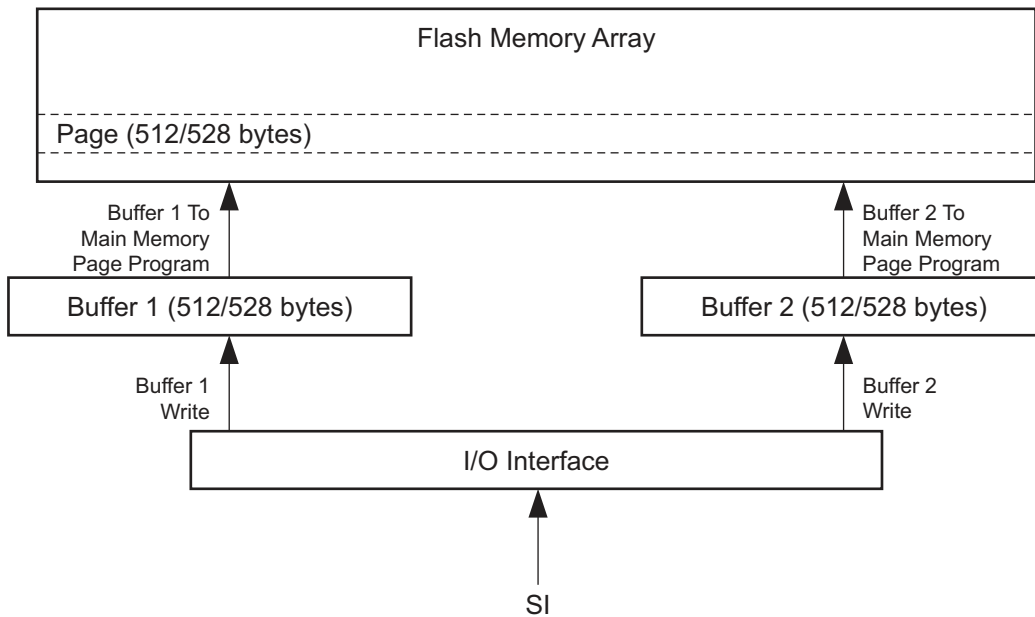 Flash Memory Array
Page (512/528 bytes)
Buffer 1 To
Main Memory
Page Program
Buffer 2 To
Main Memory
Page Program
Buffer 1 (512/528 bytes)
Buffer 2 (512/528 bytes)
Buffer 1
Write
Buffer 2
Write
I/O Interface
SI